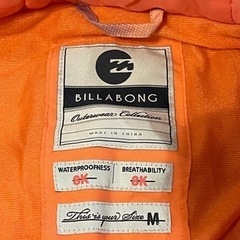 BILLABONG
Outerwear Collection
MADE IN CHINA
WATERPROOFNESS BREATHABILITY
8K 8K
This is your Size M